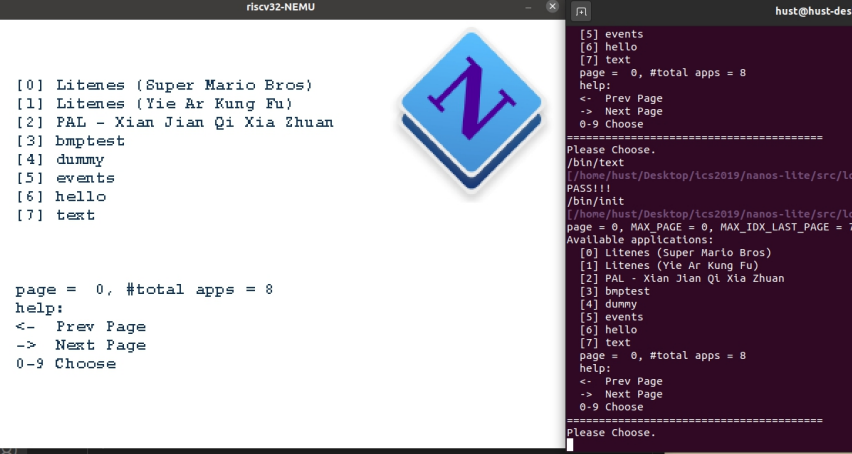 riscv32-NEMU
[0] Litenes (Super Mario Bros)
[1] Litenes (Yie Ar Kung Fu)
[2] PAL - Xian Jian Qi Xia Zhuan
[3] bmptest
[4] dummy
[5] events
[6] hello
[7] text
page =  0, #total apps = 8
help:
<-  Prev Page
->  Next Page
0-9 Choose
N
hust@hust-des
[5] events
[6] hello
[7] text
page =  0, #total apps = 8
help:
<-  Prev Page
->  Next Page
0-9 Choose
========================================
Please Choose.
/bin/text
[/home/hust/Desktop/ics2019/nanos-lite/src/lo
PASS!!!
/bin/init
[/home/hust/Desktop/ics2019/nanos-lite/src/lo
page = 0, MAX_PAGE = 0, MAX_IDX_LAST_PAGE = 7
Available applications:
[0] Litenes (Super Mario Bros)
[1] Litenes (Yie Ar Kung Fu)
[2] PAL - Xian Jian Qi Xia Zhuan
[3] bmptest
[4] dummy
[5] events
[6] hello
[7] text
page =  0, #total apps = 8
help:
<-  Prev Page
->  Next Page
0-9 Choose
========================================
Please Choose.